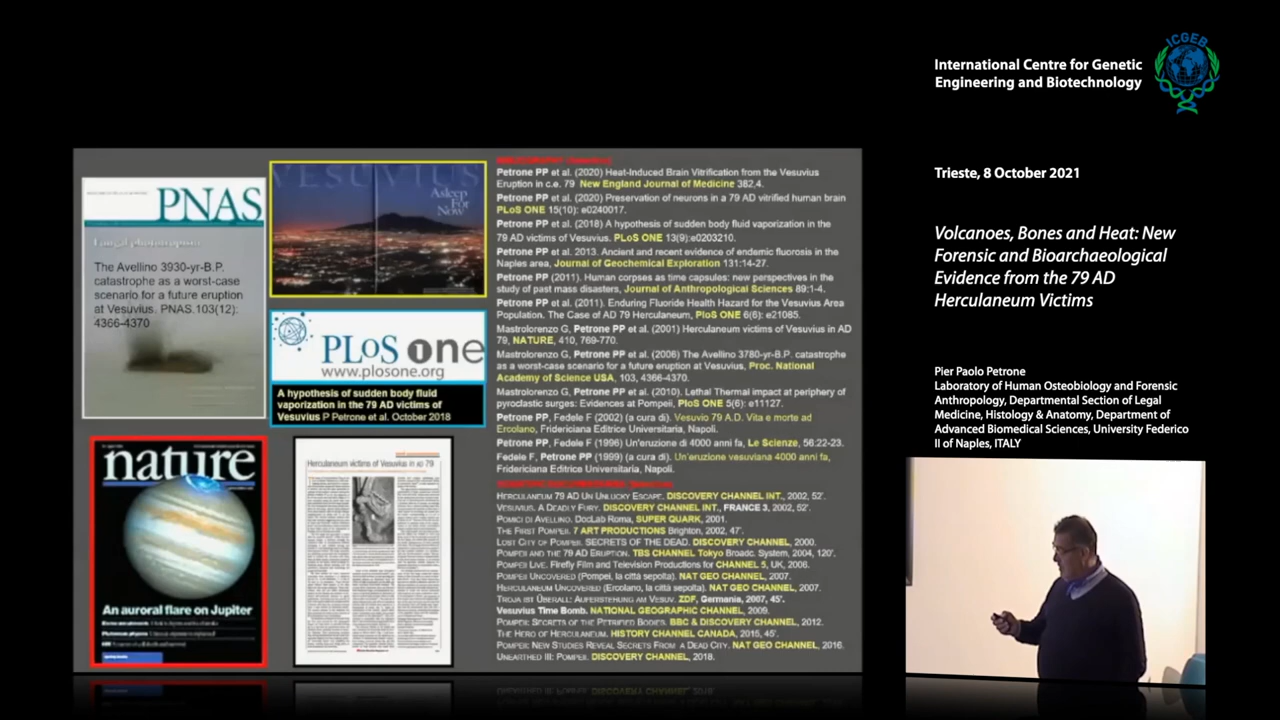 ICGEB
International Centre for Genetic
Engineering and Biotechnology
Trieste, 8 October 2021
Volcanoes, Bones and Heat: New
Forensic and Bioarchaeological
Evidence from the 79 AD
Herculaneum Victims
Pier Paolo Petrone
Laboratory of Human Osteobiology and Forensic
Anthropology, Departmental Section of Legal
Medicine, Histology & Anatomy, Department of
Advanced Biomedical Sciences, University Federico
II of Naples, ITALY
PNAS
The Avellino 3930-yr-B.P.
catastrophe as a worst-case
scenario for a future eruption
at Vesuvius. PNAS.103(12):
4366-4370
VESUVIUS
Asleep
For
Now
PLoS one
www.plosone.org
A hypothesis of sudden body fluid
vaporization in the 79 AD victims of
Vesuvius P Petrone et al. October 2018
nature
An auroral flare on Jupiter
Herculaneum victims of Vesuvius in AD 79
Petrone PP et al. (2020) Heat-Induced Brain Vitrification from the Vesuvius
Eruption in c.e. 79 New England Journal of Medicine 382,4.
Petrone PP et al. (2020) Preservation of neurons in a 79 AD vitrified human brain
PLoS ONE 15(10): e0240017.
Petrone PP et al. (2018) A hypothesis of sudden body fluid vaporization in the
79 AD victims of Vesuvius. PLoS ONE 13(9):e0203210.
Petrone PP et al. 2013. Ancient and recent evidence of endemic fluorosis in the
Naples area, Journal of Geochemical Exploration 131:14-27.
Petrone PP et al. (2011). Human corpses as time capsules: new perspectives in the
study of past mass disasters, Journal of Anthropological Sciences 89:1-4.
Petrone PP et al. (2011). Enduring Fluoride Health Hazard for the Vesuvius Area
Population. The Case of AD 79 Herculaneum, PloS ONE 6(6): e21085.
Mastrolorenzo G, Petrone PP et al. (2001) Herculaneum victims of Vesuvius in AD
79, NATURE, 410, 769-770.
Mastrolorenzo G, Petrone PP et al. (2006) The Avellino 3780-yr-B.P. catastrophe
as a worst-case scenario for a future eruption at Vesuvius, Proc. National
Academy of Science USA, 103, 4366-4370.
Mastrolorenzo G, Petrone PP et al. (2010). Lethal Thermal impact at periphery of
pyroclastic surges: Evidences at Pompeii, PloS ONE 5(6): e11127.
Petrone PP, Fedele F (2002) (a cura di). Vesuvio 79 A.D. Vita e morte ad
Ercolano, Fridericiana Editrice Universitaria, Napoli.
Petrone PP, Fedele F (1996) Un'eruzione di 4000 anni fa, Le Scienze, 56:22-23.
Fedele F, Petrone PP (1999) (a cura di). Un'eruzione vesuviana 4000 anni fa,
Fridericiana Editrice Universitaria, Napoli.
HERCULANEUM 79 AD UN UNLUCKY ESCAPE. DISCOVERY CHANNEL INT., 2002, 52'.
VESUVIUS. A DEADLY FURY. DISCOVERY CHANNEL INT., FRANCE 3, 2002, 52'.
POMICI DI AVELLINO. DocLab Roma, SUPER QUARK, 2001.
THE FIRST POMPEII. 7 ART PRODUCTIONS Brighton, 2002, 47'.
LOST CITY OF POMPEII. SECRETS OF THE DEAD. DISCOVERY CHANNEL, 2000.
POMPEII AND THE 79 AD ERUPTION. TBS CHANNEL Tokyo Broadc. System, 2004, 120'.
POMPEII LIVE. Firefly Film and Television Productions for CHANNEL 5, UK, 2006.
POMPEII UNCOVERED (Pompei, la città sepolta). NAT GEO CHANNEL, 2007.
HERCULANEUM UNCOVERED (Ercolano, la città sepolta). NAT GEO CHANNEL, 2007.
TROJA IST ÜBERALL: AUFERSTEHUNG AM VESUV. ZDF, Germania, 2007, 45'.
Vesuvius Time Bomb. NATIONAL GEOGRAPHIC CHANNEL, 2009.
POMPEII: SECRETS OF THE PETRIFIED BODIES. BBC & DISCOVERY CHANNEL, 2012.
THE HERO OF HERCULANEUM. HISTORY CHANNEL CANADA, 2015, 45'.
POMPEII: NEW STUDIES REVEAL SECRETS FROM A DEAD CITY. NAT GEO CHANNEL, 2016.
UNEARTHED III: POMPEII. DISCOVERY CHANNEL, 2018.